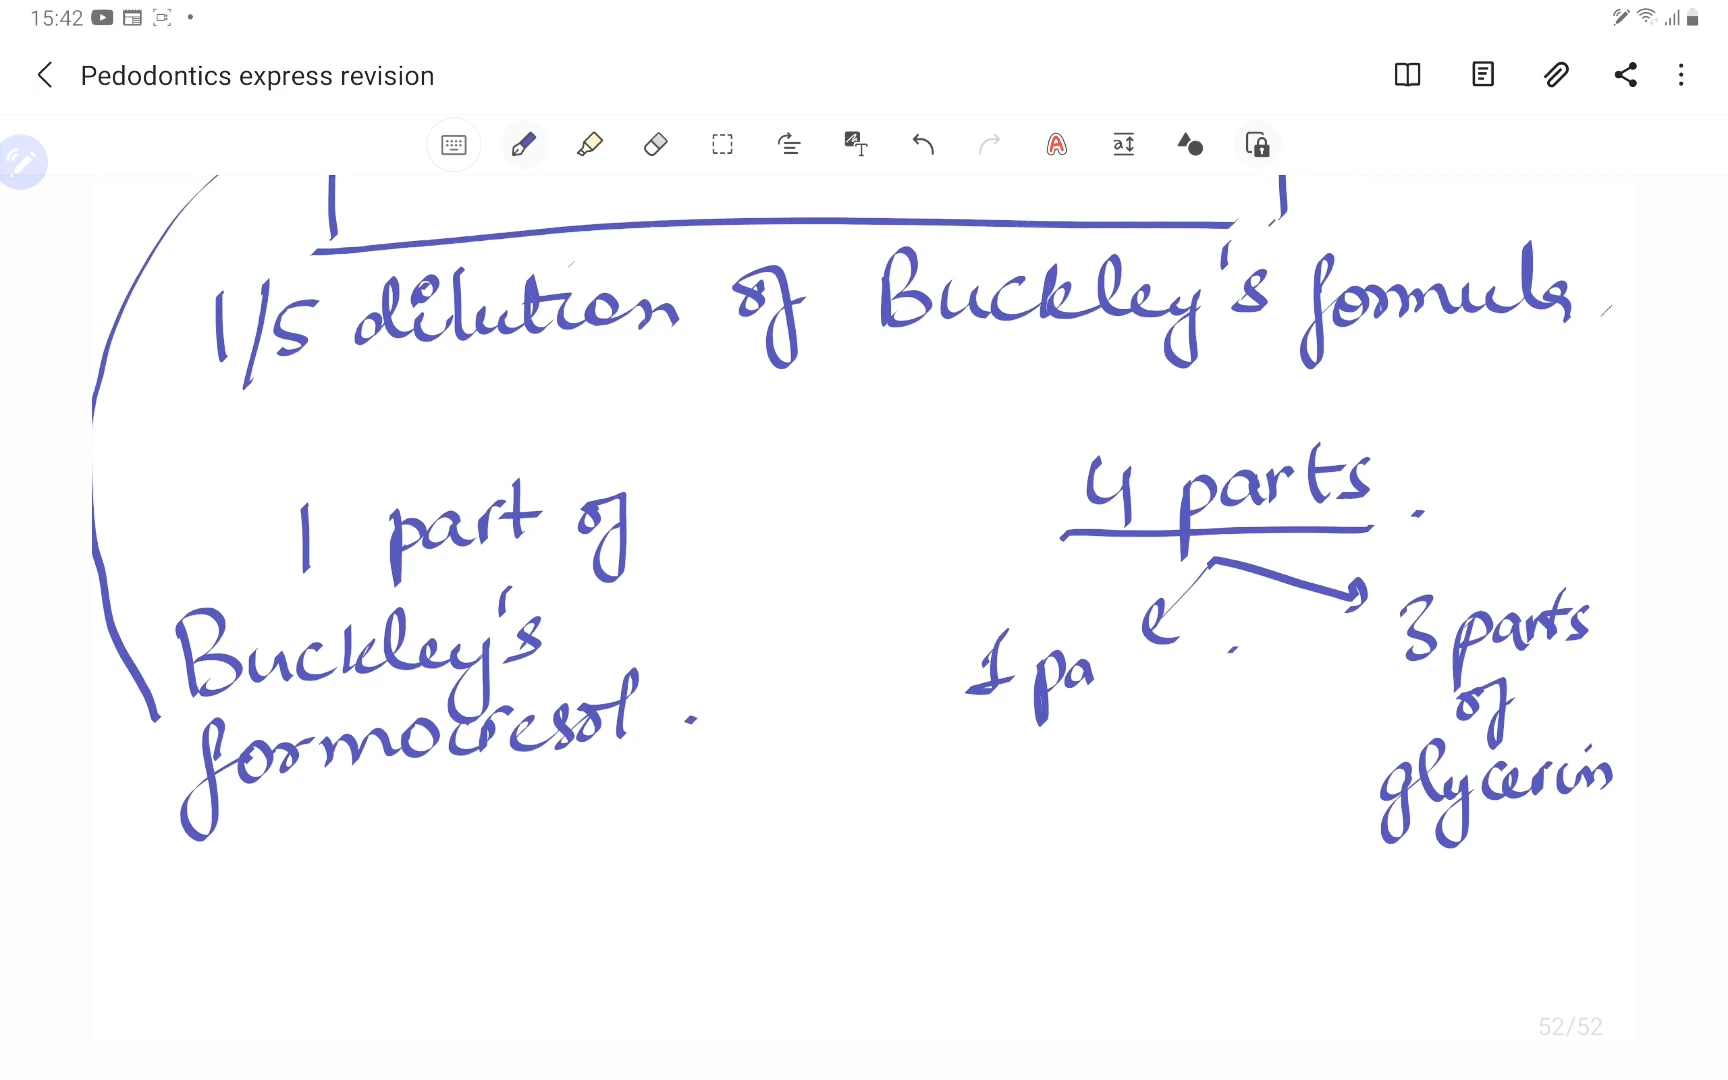 15:42
Pedodontics express revision
1/5 dilution of Buckley's formula.
1 part of
Buckley's
formocresol.
4 parts.
1 pa
3 parts
of
glycerin
52/52